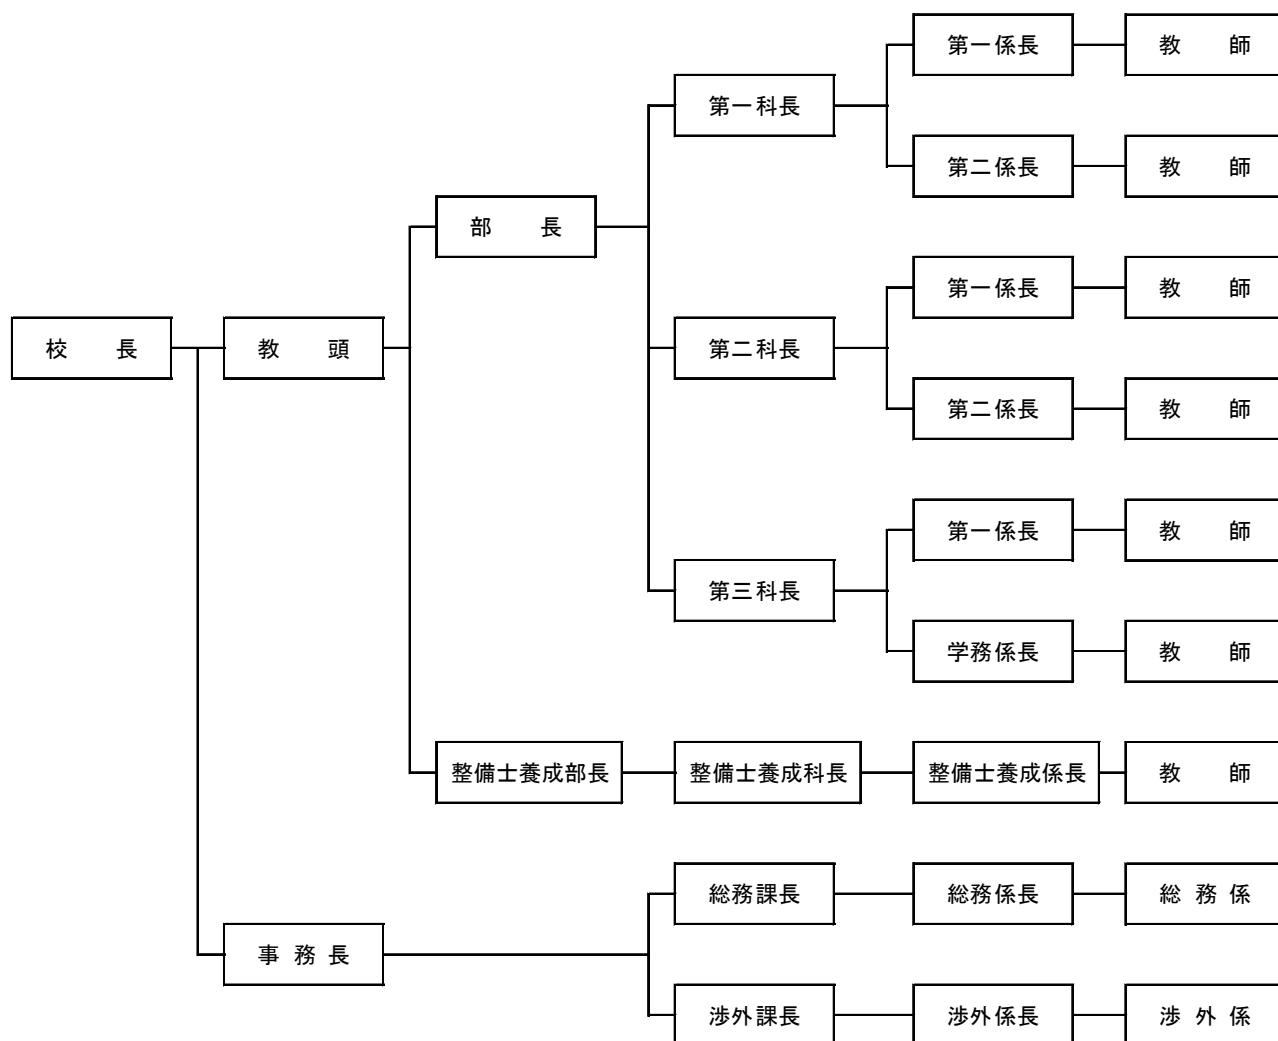 第一係長 教師
第一科長
第二係長 教師
部長
第一係長 教師
校長 教頭 第二科長
第二係長 教師
第一係長 教師
第三科長
学務係長 教師
整備士養成部長 整備士養成科長 整備士養成係長 教師
総務課長 総務係長 総務係
事務長
渉外課長 渉外係長 渉外係